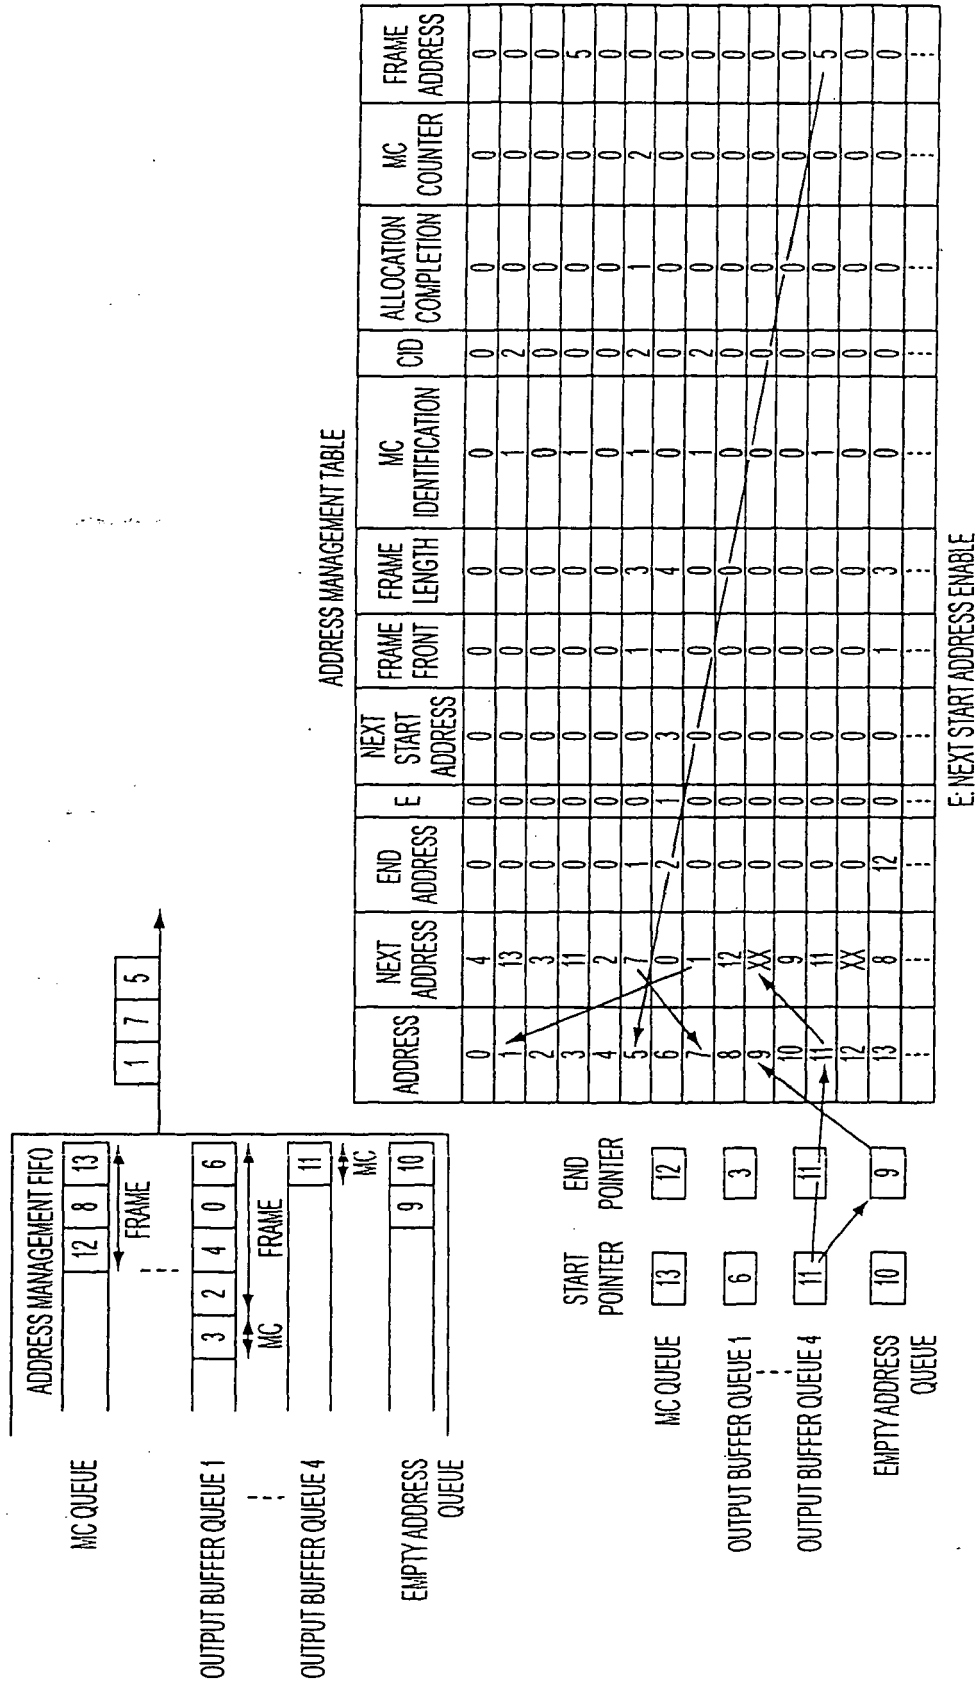 ADDRESS MANAGEMENT FIFO
MC QUEUE
12 8 13
FRAME
OUTPUT BUFFER QUEUE 1
3 2 4 0 6
MC FRAME
OUTPUT BUFFER QUEUE 4
11
MC
EMPTY ADDRESS QUEUE
9 10
1 7 5
START POINTER END POINTER
MC QUEUE 13 12
OUTPUT BUFFER QUEUE 1 6 3
OUTPUT BUFFER QUEUE 4 11 11
EMPTY ADDRESS QUEUE 10 9
ADDRESS MANAGEMENT TABLE
ADDRESS NEXT ADDRESS END ADDRESS E NEXT START ADDRESS FRAME FRONT FRAME LENGTH MC IDENTIFICATION CID ALLOCATION COMPLETION MC COUNTER FRAME ADDRESS
0 4 0 0 0 0 0 0 0 0 0 0
1 13 0 0 0 0 0 1 2 0 0 0
2 3 0 0 0 0 0 0 0 0 0 0
3 11 0 0 0 0 0 1 0 0 0 5
4 2 0 0 0 0 0 0 0 0 0 0
5 7 1 0 0 1 3 1 2 1 2 0
6 0 2 1 3 1 4 0 0 0 0 0
7 1 0 0 0 0 0 1 2 0 0 0
8 12 0 0 0 0 0 0 0 0 0 0
9 XX 0 0 0 0 0 0 0 0 0 0
10 9 0 0 0 0 0 0 0 0 0 0
11 11 0 0 0 0 0 1 0 0 0 5
12 XX 0 0 0 0 0 0 0 0 0 0
13 8 12 0 0 1 3 0 0 0 0 0
E: NEXT START ADDRESS ENABLE